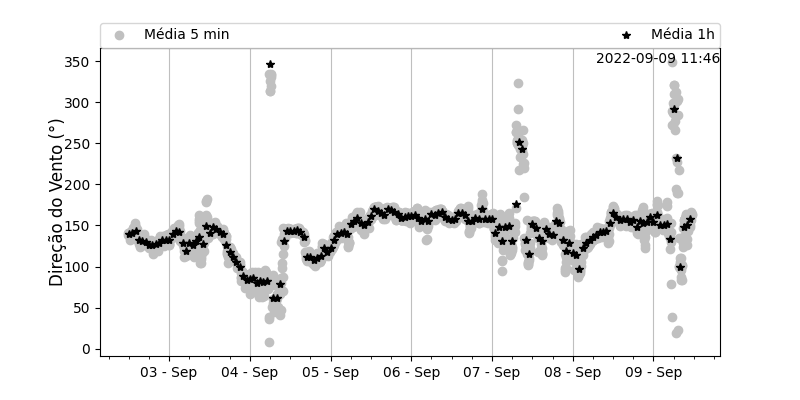 Média 5 min
Média 1h
2022-09-09 11:46
Direção do Vento (°)
350
300
250
200
150
100
50
0
03 - Sep
04 - Sep
05 - Sep
06 - Sep
07 - Sep
08 - Sep
09 - Sep